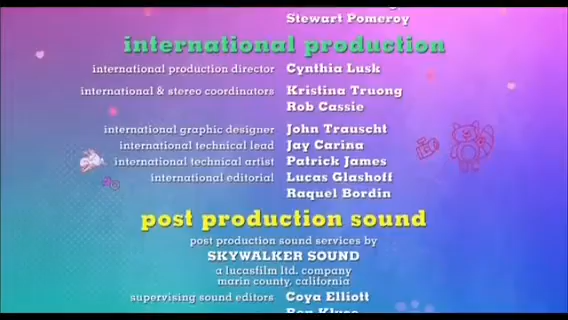 Stewart Pomeroy
international production
international production director Cynthia Lusk
international & stereo coordinators Kristina Truong
Rob Cassie
international graphic designer John Trauscht
international technical lead Jay Carina
international technical artist Patrick James
international editorial Lucas Glashoff
Raquel Bordin
post production sound
post production sound services by
SKYWALKER SOUND
a lucasfilm ltd. company
marin county, california
supervising sound editors Coya Elliott